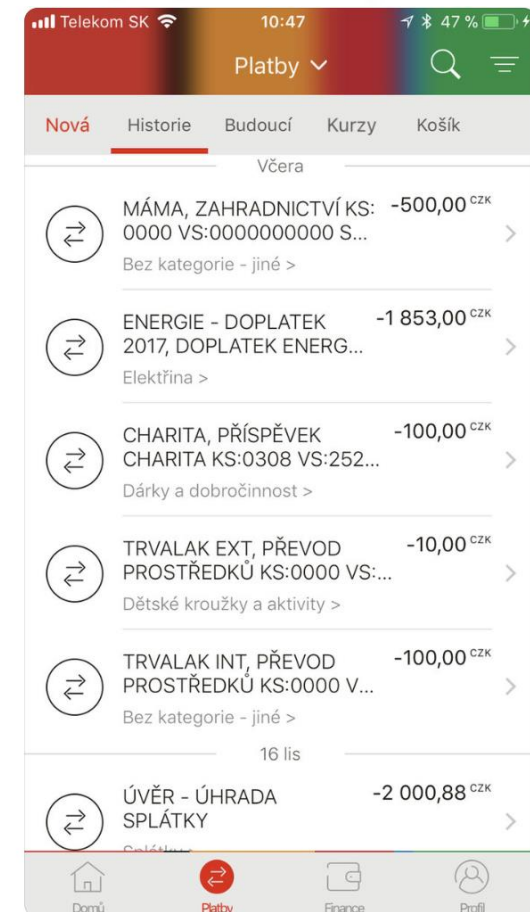 Telekom SK 10:47 47 %
Platby
Nová Historie Budoucí Kurzy Košík
Včera
MÁMA, ZAHRADNICTVÍ KS: -500,00 CZK
0000 VS:0000000000 S...
Bez kategorie - jiné >
ENERGIE - DOPLATEK -1 853,00 CZK
2017, DOPLATEK ENERG...
Elektřina >
CHARITA, PŘÍSPĚVEK -100,00 CZK
CHARITA KS:0308 VS:252...
Dárky a dobročinnost >
TRVALAK EXT, PŘEVOD -10,00 CZK
PROSTŘEDKŮ KS:0000 VS:...
Dětské kroužky a aktivity >
TRVALAK INT, PŘEVOD -100,00 CZK
PROSTŘEDKŮ KS:0000 V...
Bez kategorie - jiné >
16 lis
ÚVĚR - ÚHRADA -2 000,88 CZK
SPLÁTKY
Splátky >
Domů Platby Finance Profil